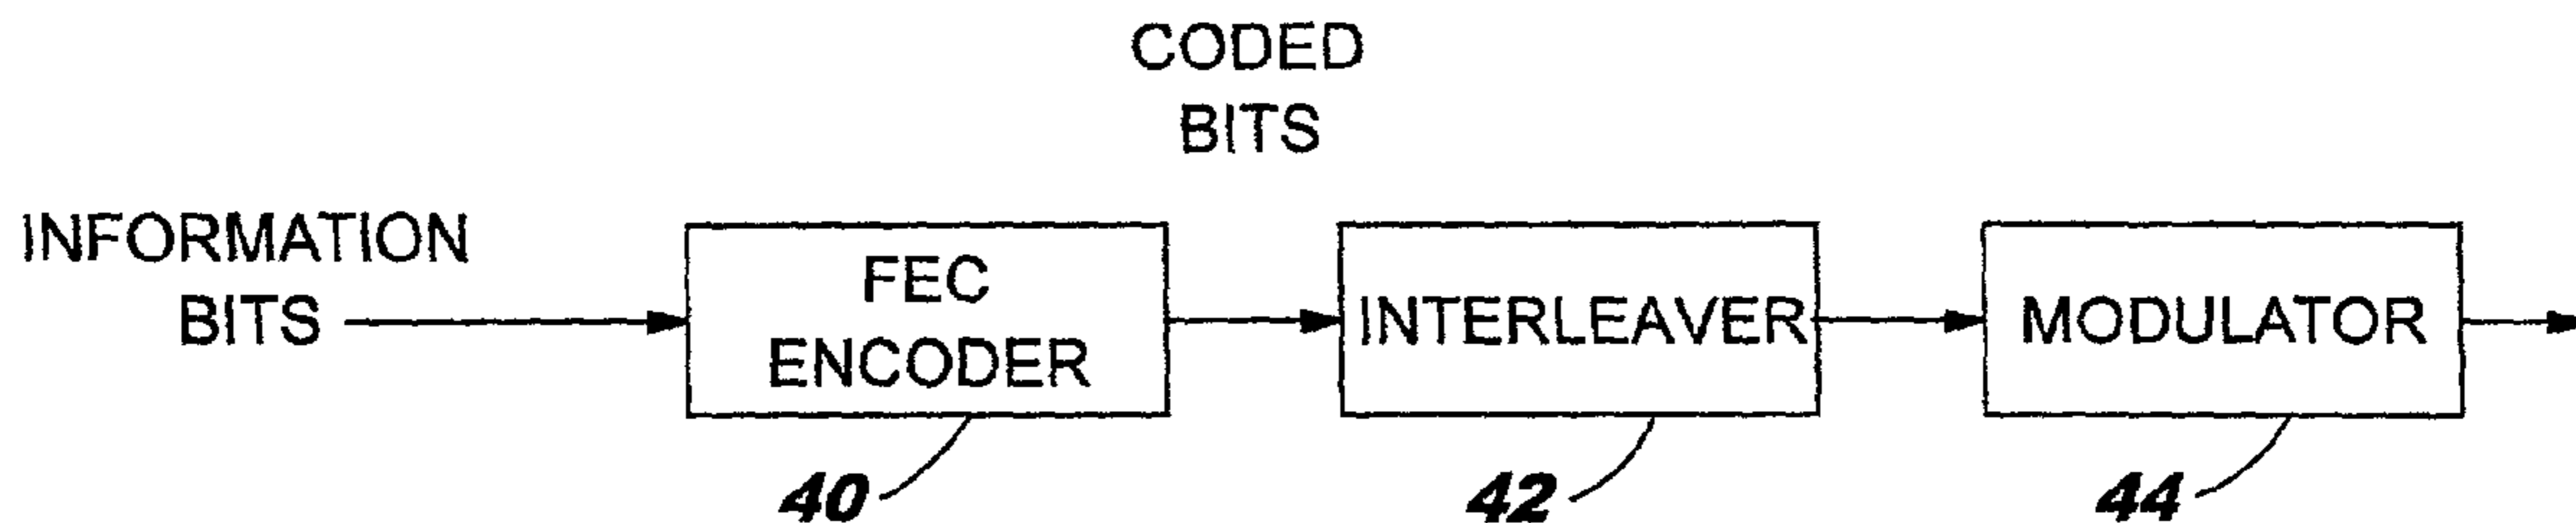 CODED
BITS
INFORMATION
BITS
FEC
ENCODER
INTERLEAVER
MODULATOR
40
42
44